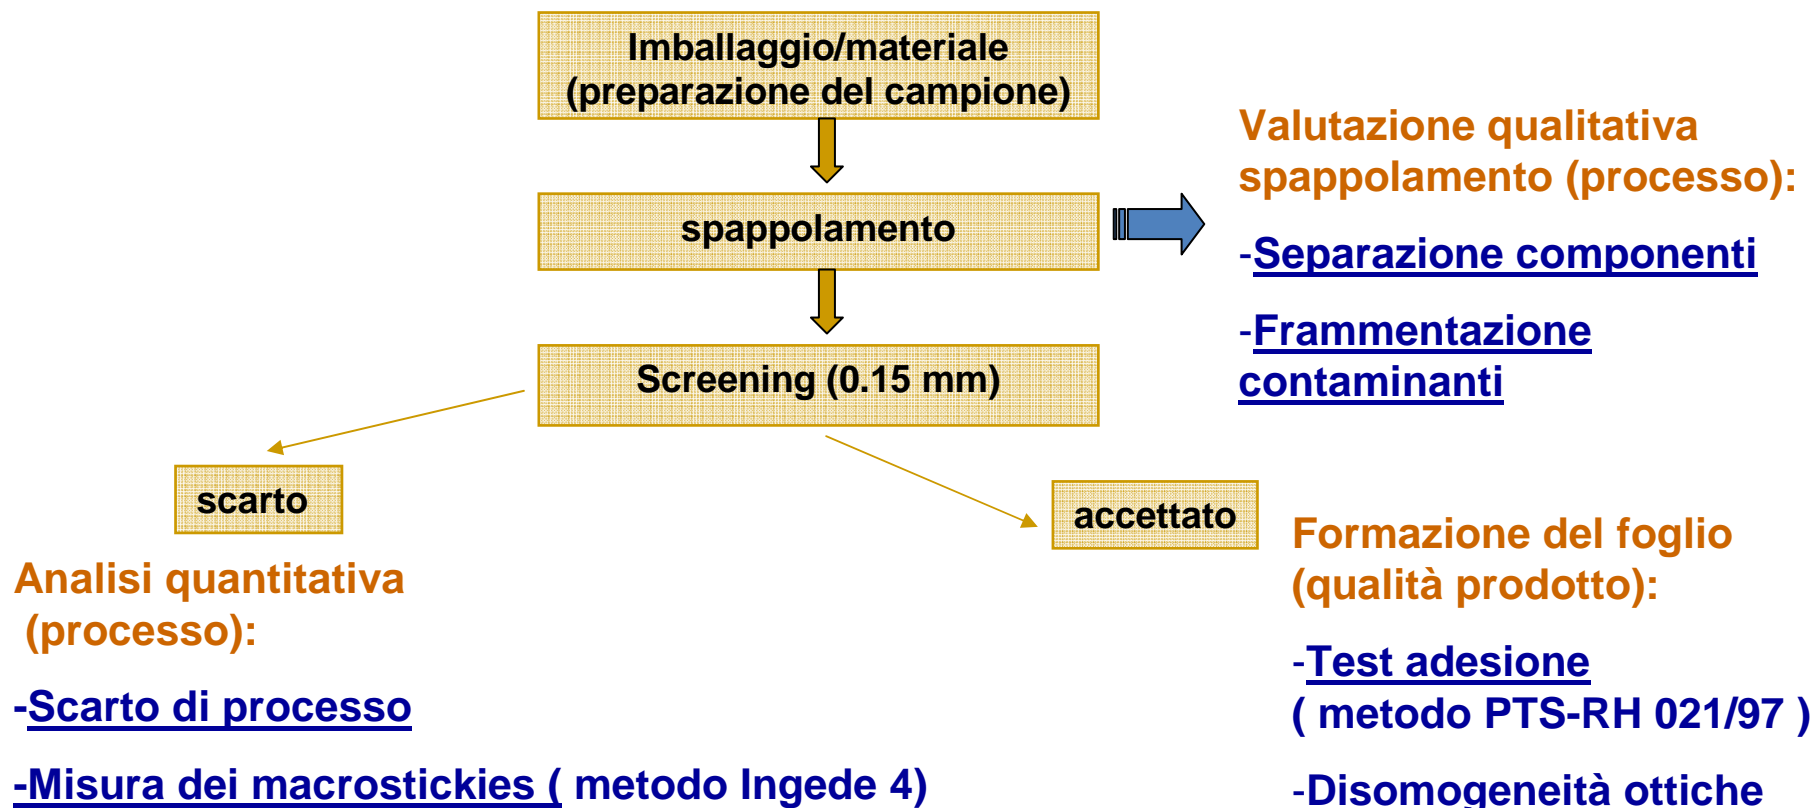 Imballaggio/materiale
(preparazione del campione)
spappolamento
Valutazione qualitativa
spappolamento (processo):
-Separazione componenti
-Frammentazione
contaminanti
Screening (0.15 mm)
scarto
accettato
Analisi quantitativa
(processo):
-Scarto di processo
-Misura dei macrostickies ( metodo Ingede 4)
Formazione del foglio
(qualità prodotto):
-Test adesione
( metodo PTS-RH 021/97 )
-Disomogeneità ottiche